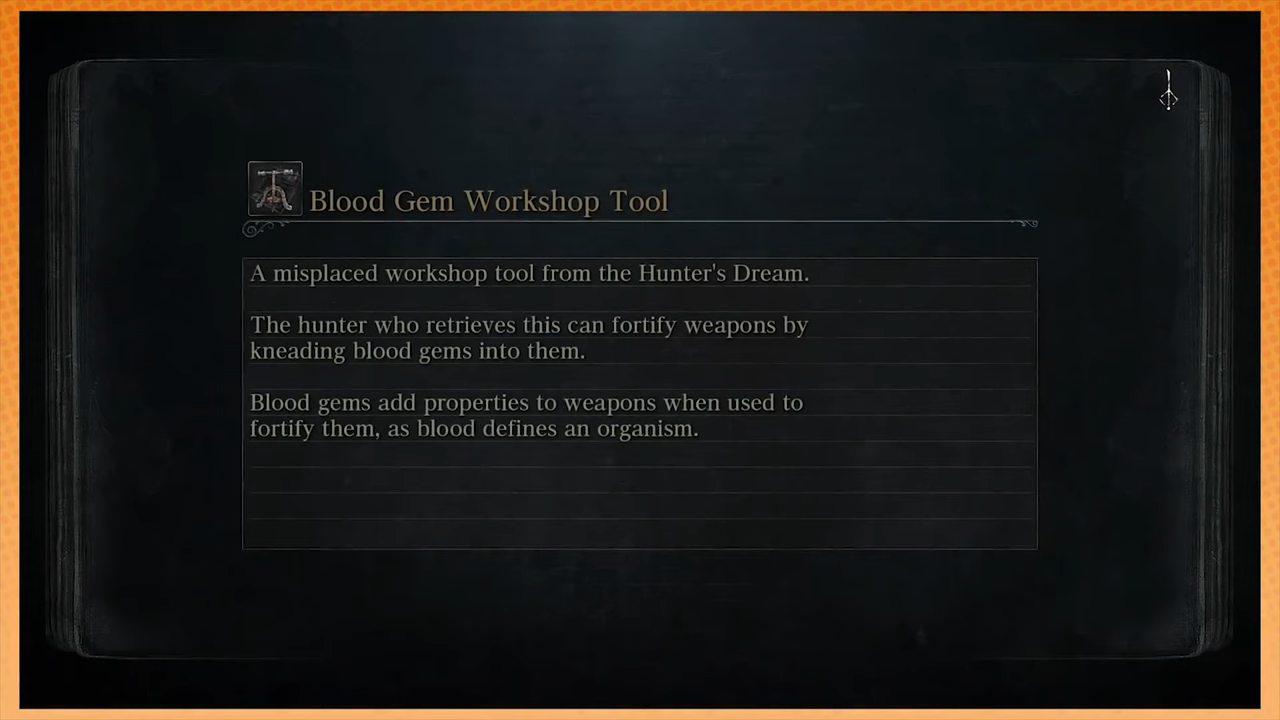 Blood Gem Workshop Tool
A misplaced workshop tool from the Hunter's Dream.
The hunter who retrieves this can fortify weapons by
kneading blood gems into them.
Blood gems add properties to weapons when used to
fortify them, as blood defines an organism.